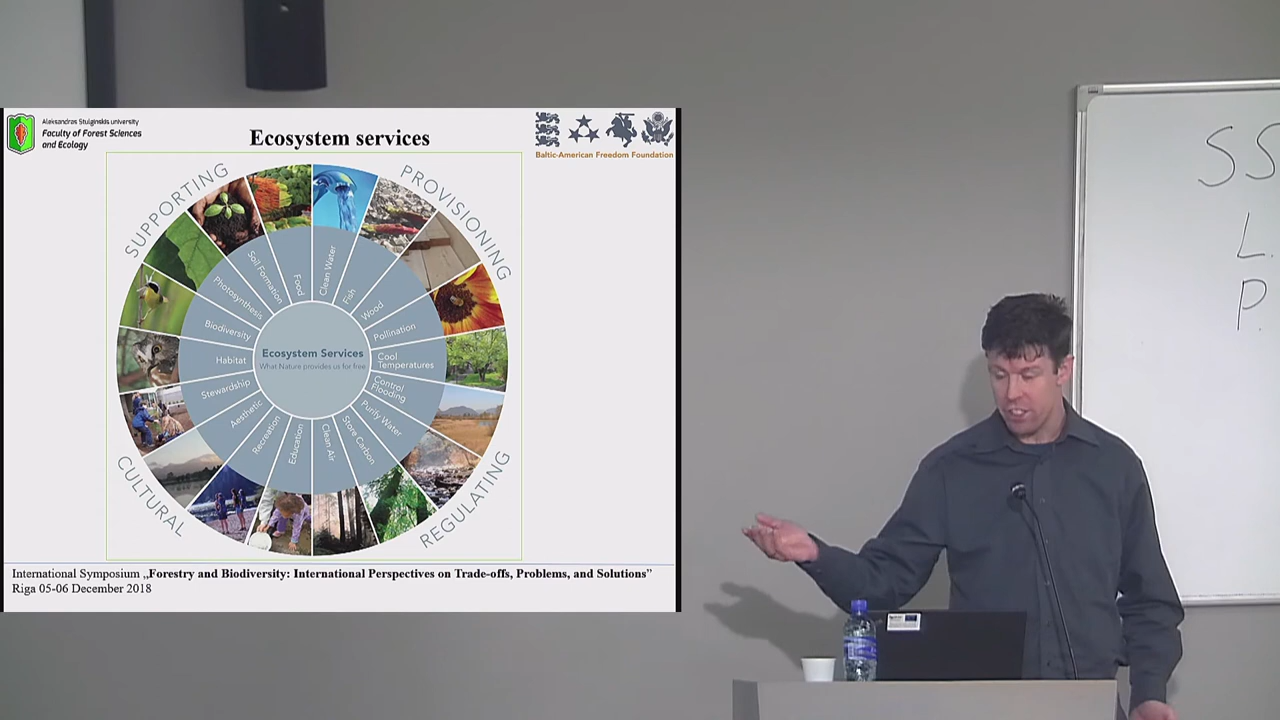 Aleksandras Stulginskis university
Faculty of Forest Sciences
and Ecology
Ecosystem services
Baltic-American Freedom Foundation
SUPPORTING
PROVISIONING
Food
Clean Water
Fish
Wood
Pollination
Cool
Temperatures
Control
Flooding
Purify Water
Store Carbon
Clean Air
Education
Recreation
Aesthetic
Stewardship
Habitat
Biodiversity
Photosynthesis
Soil Formation
Ecosystem Services
What Nature provides us for free
CULTURAL
REGULATING
International Symposium „Forestry and Biodiversity: International Perspectives on Trade-offs, Problems, and Solutions”
Riga 05-06 December 2018
SS
L.
P.